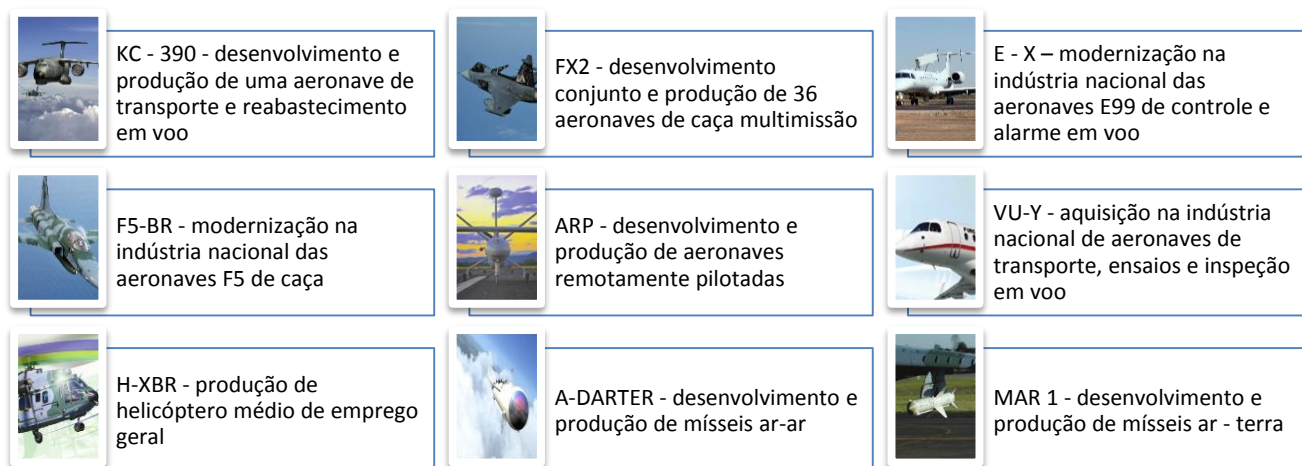 KC - 390 - desenvolvimento e
produção de uma aeronave de
transporte e reabastecimento
em voo
FX2 - desenvolvimento
conjunto e produção de 36
aeronaves de caça multimissão
E - X – modernização na
indústria nacional das
aeronaves E99 de controle e
alarme em voo
F5-BR - modernização na
indústria nacional das
aeronaves F5 de caça
ARP - desenvolvimento e
produção de aeronaves
remotamente pilotadas
VU-Y - aquisição na indústria
nacional de aeronaves de
transporte, ensaios e inspeção
em voo
H-XBR - produção de
helicóptero médio de emprego
geral
A-DARTER - desenvolvimento e
produção de mísseis ar-ar
MAR 1 - desenvolvimento e
produção de mísseis ar - terra